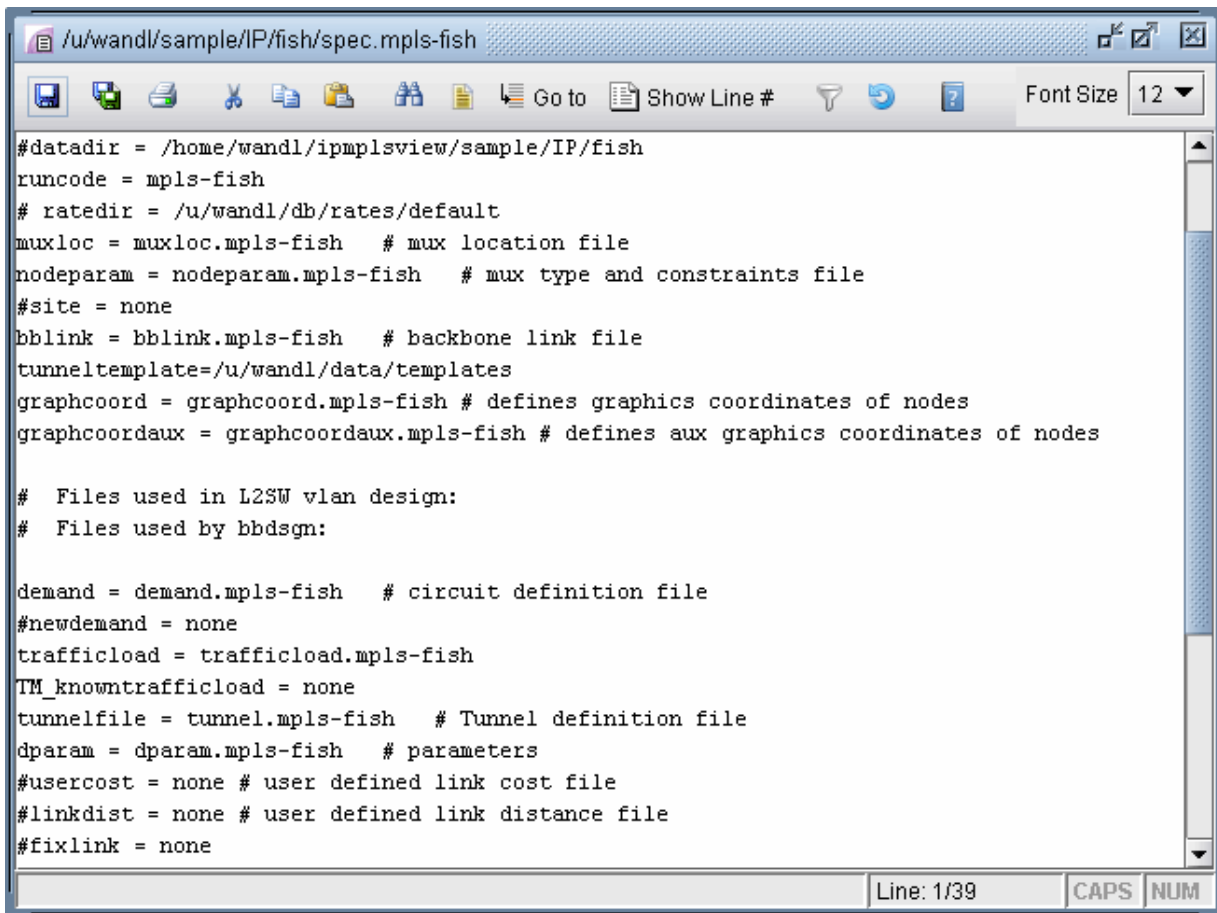 /u/wandl/sample/IP/fish/spec.mpls-fish
Go to Show Line # Font Size 12
#datadir = /home/wandl/ipmplsview/sample/IP/fish
runcode = mpls-fish
# ratedir = /u/wandl/db/rates/default
muxloc = muxloc.mpls-fish   # mux location file
nodeparam = nodeparam.mpls-fish   # mux type and constraints file
#site = none
bblink = bblink.mpls-fish   # backbone link file
tunneltemplate=/u/wandl/data/templates
graphcoord = graphcoord.mpls-fish # defines graphics coordinates of nodes
graphcoordaux = graphcoordaux.mpls-fish # defines aux graphics coordinates of nodes
#  Files used in L2SW vlan design:
#  Files used by bbdsgn:
demand = demand.mpls-fish   # circuit definition file
#newdemand = none
trafficload = trafficload.mpls-fish
TM_knowntrafficload = none
tunnelfile = tunnel.mpls-fish   # Tunnel definition file
dparam = dparam.mpls-fish   # parameters
#usercost = none # user defined link cost file
#linkdist = none # user defined link distance file
#fixlink = none
Line: 1/39 CAPS NUM